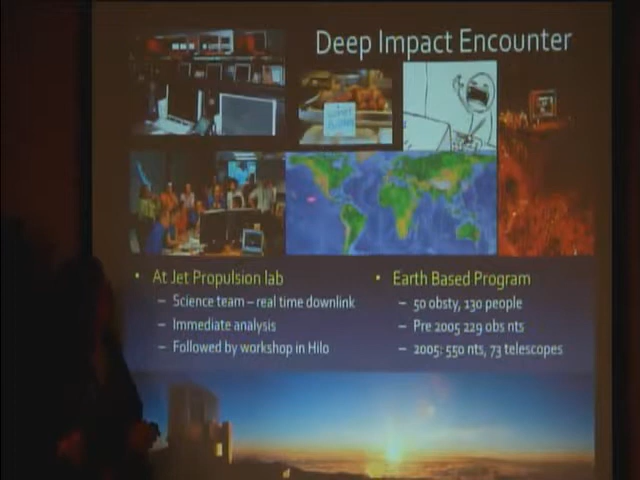 Deep Impact Encounter
• At Jet Propulsion lab
– Science team – real time downlink
– Immediate analysis
– Followed by workshop in Hilo
• Earth Based Program
– 50 obsty, 130 people
– Pre 2005 229 obs nts
– 2005: 550 nts, 73 telescopes